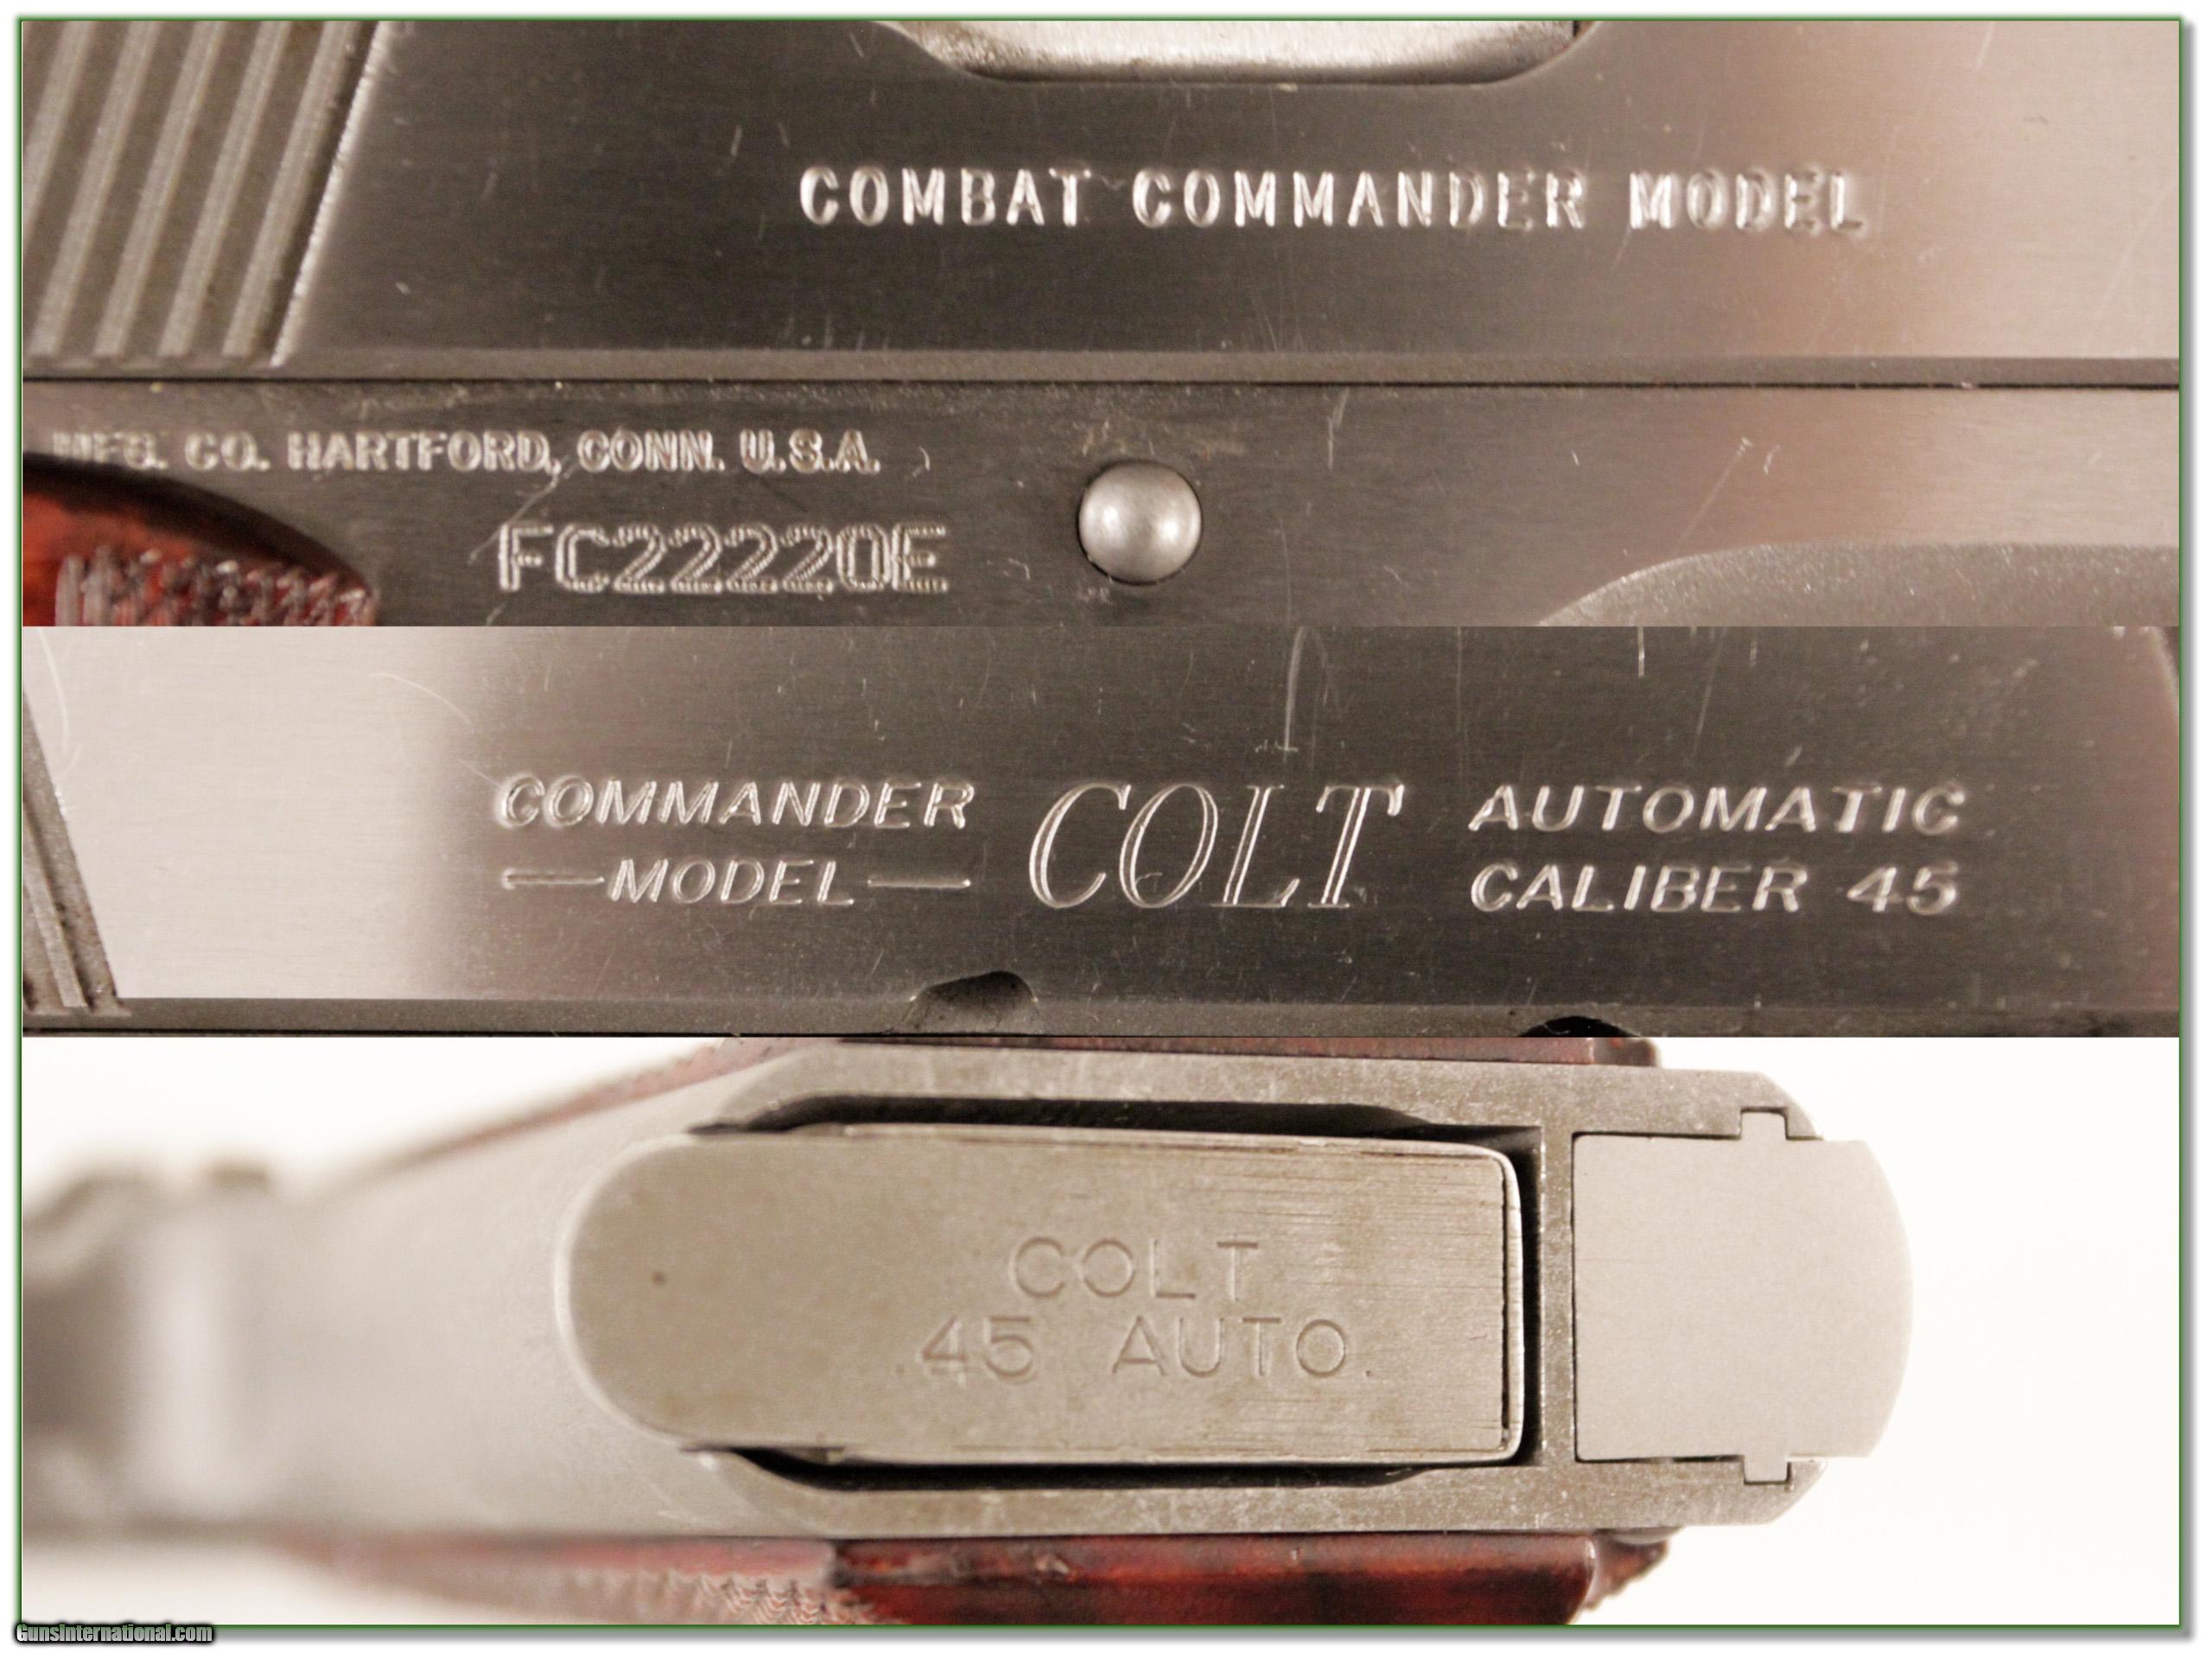 COMBAT COMMANDER MODEL
MFG. CO. HARTFORD, CONN. U.S.A.
FC22220E
COMMANDER
—MODEL—
COLT
AUTOMATIC
CALIBER 45
COLT
.45 AUTO.
GunsInternational.com